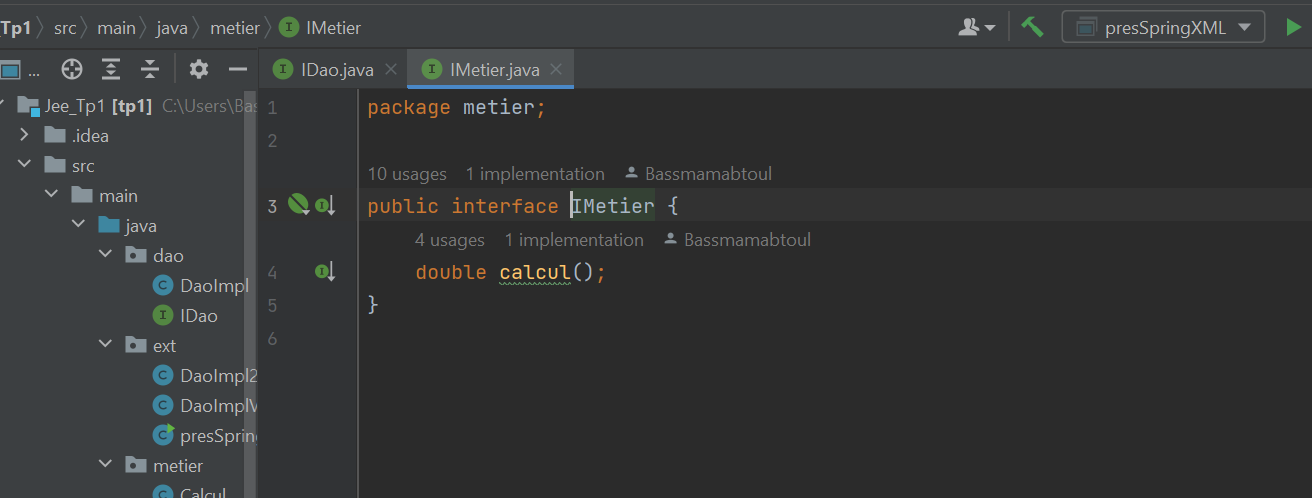 Tp1 src main java metier IMetier presSpringXML
... IDao.java IMetier.java
Jee_Tp1 [tp1] C:\Users\Bas
.idea
src
main
java
dao
DaoImpl
IDao
ext
DaoImpl2
DaoImplV
presSprin
metier
Calcul
1 package metier;
2
10 usages 1 implementation Bassmamabtoul
3 public interface IMetier {
4 usages 1 implementation Bassmamabtoul
4 double calcul();
5 }
6